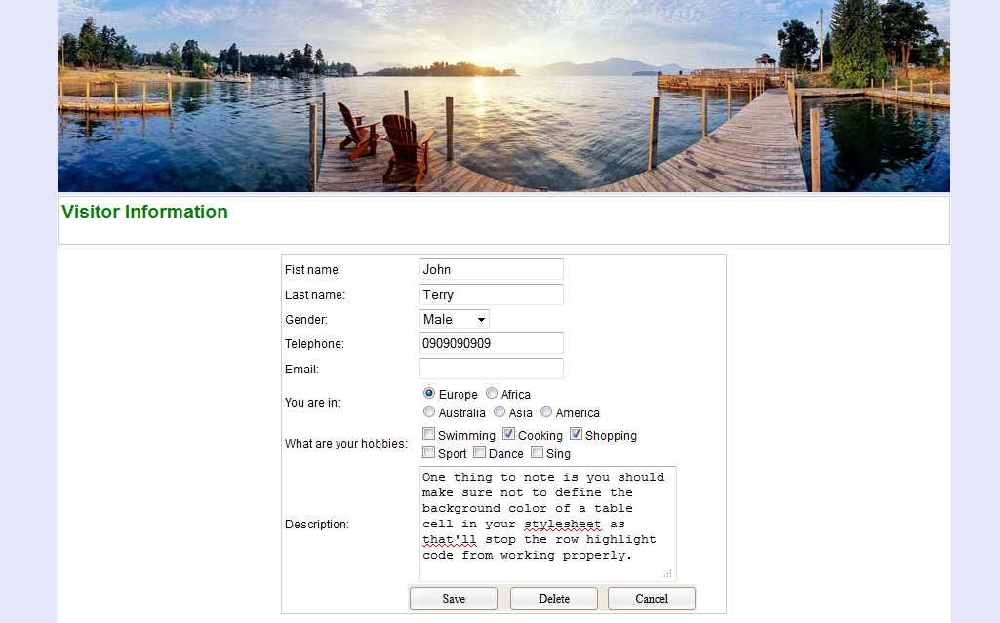 Visitor Information
Fist name: John
Last name: Terry
Gender: Male
Telephone: 0909090909
Email:
You are in: Europe Africa
Australia Asia America
What are your hobbies: Swimming Cooking Shopping
Sport Dance Sing
Description:
One thing to note is you should
make sure not to define the
background color of a table
cell in your stylesheet as
that'll stop the row highlight
code from working properly.
Save Delete Cancel